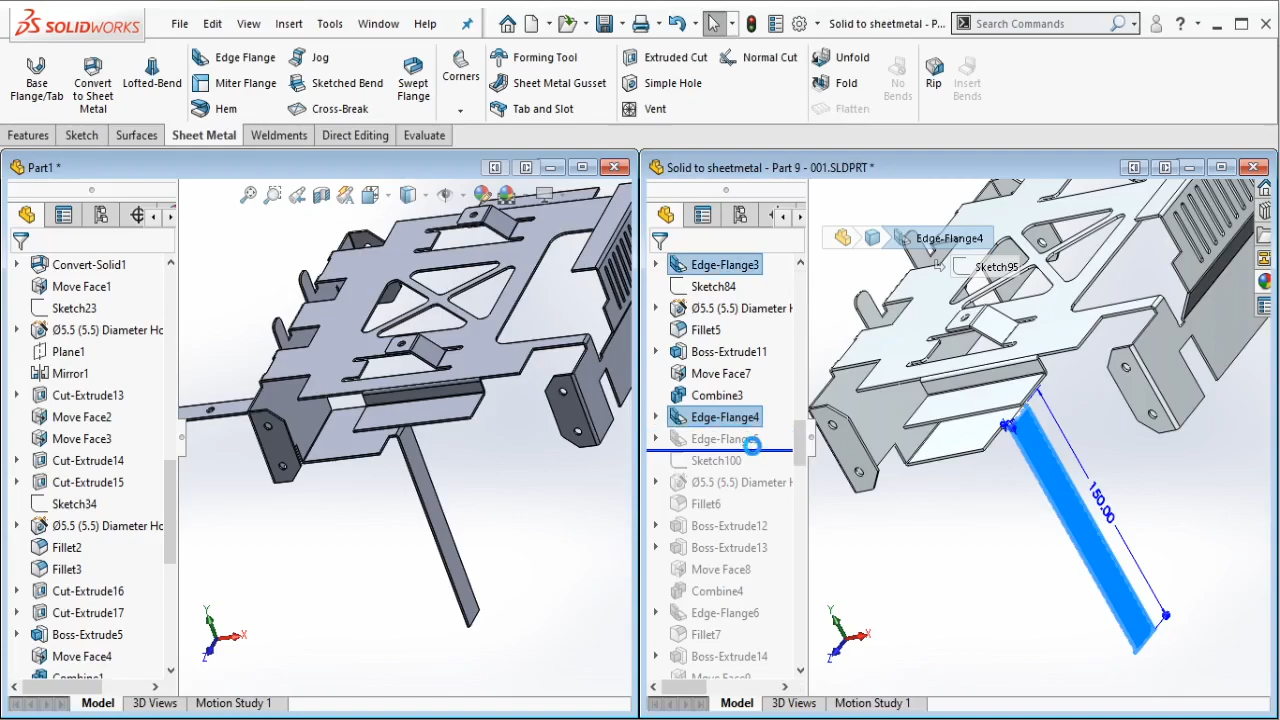 SOLIDWORKS File Edit View Insert Tools Window Help Solid to sheetmetal - P... Search Commands
Base Flange/Tab Convert to Sheet Metal Lofted-Bend Edge Flange Miter Flange Hem Jog Sketched Bend Cross-Break Swept Flange Corners Forming Tool Sheet Metal Gusset Tab and Slot Extruded Cut Simple Hole Vent Normal Cut Unfold Fold Flatten No Bends Rip Insert Bends
Features Sketch Surfaces Sheet Metal Weldments Direct Editing Evaluate
Part1 *
Convert-Solid1
Move Face1
Sketch23
Ø5.5 (5.5) Diameter Ho
Plane1
Mirror1
Cut-Extrude13
Move Face2
Move Face3
Cut-Extrude14
Cut-Extrude15
Sketch34
Ø5.5 (5.5) Diameter Ho
Fillet2
Fillet3
Cut-Extrude16
Cut-Extrude17
Boss-Extrude5
Move Face4
Y
X
Z
Model 3D Views Motion Study 1
Solid to sheetmetal - Part 9 - 001.SLDPRT *
Edge-Flange4
Sketch95
Edge-Flange3
Sketch84
Ø5.5 (5.5) Diameter H
Fillet5
Boss-Extrude11
Move Face7
Combine3
Edge-Flange4
Sketch100
Ø5.5 (5.5) Diameter H
Fillet6
Boss-Extrude12
Boss-Extrude13
Move Face8
Combine4
Edge-Flange6
Fillet7
Boss-Extrude14
150.00
Y
X
Z
Model 3D Views Motion Study 1